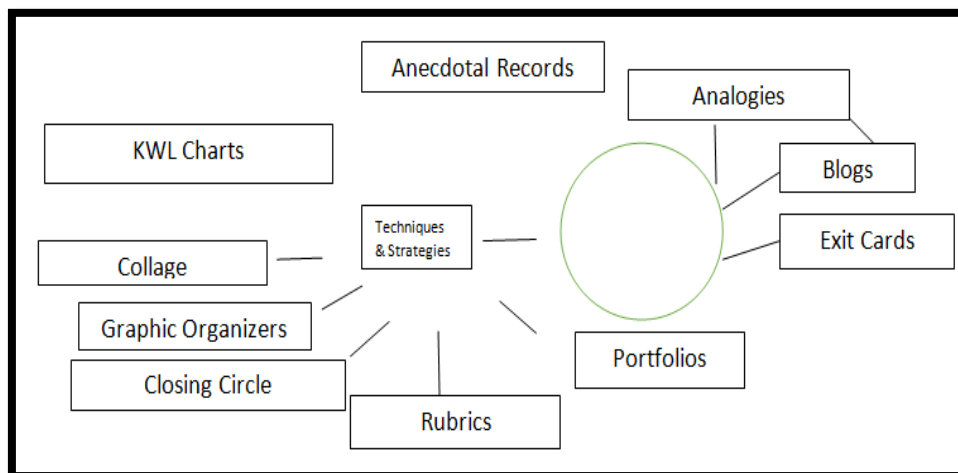 Anecdotal Records
Analogies
KWL Charts
Blogs
Techniques
& Strategies
Exit Cards
Collage
Graphic Organizers
Portfolios
Closing Circle
Rubrics